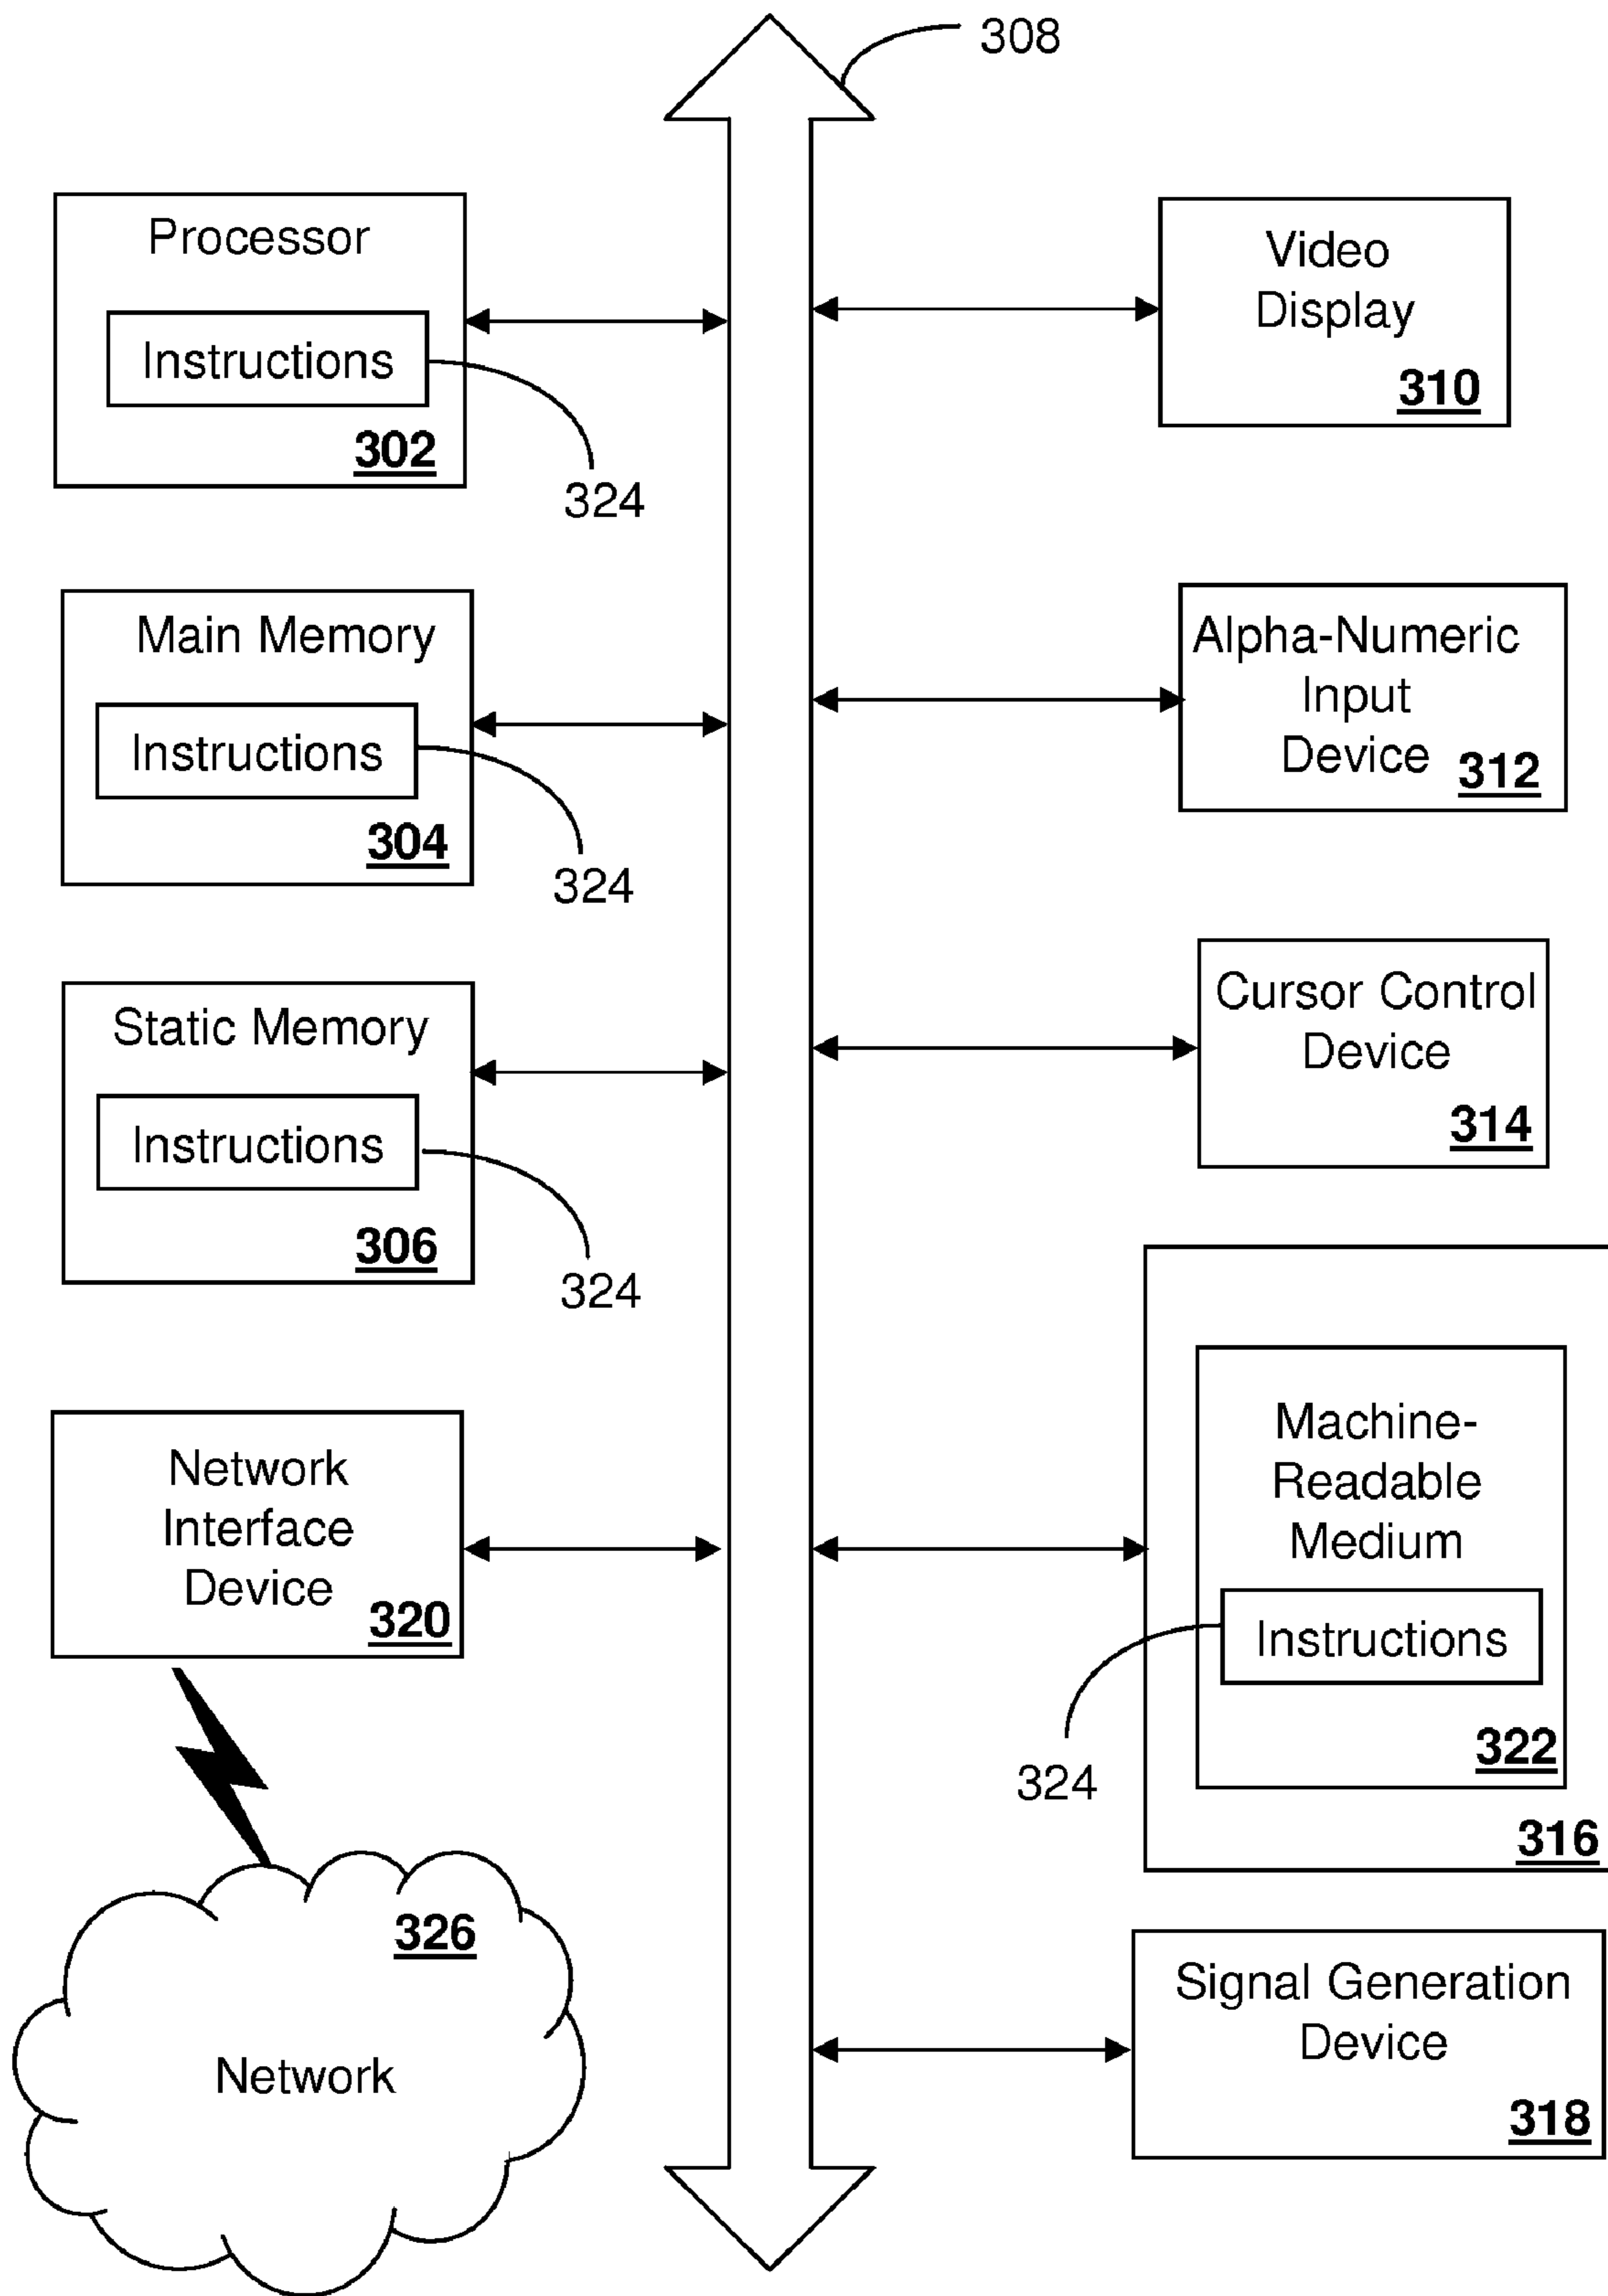 308
Processor
Instructions
302
324
Main Memory
Instructions
304
324
Static Memory
Instructions
306
324
Network
Interface
Device
320
326
Network
Video
Display
310
Alpha-Numeric
Input
Device
312
Cursor Control
Device
314
Machine-
Readable
Medium
Instructions
322
324
316
Signal Generation
Device
318